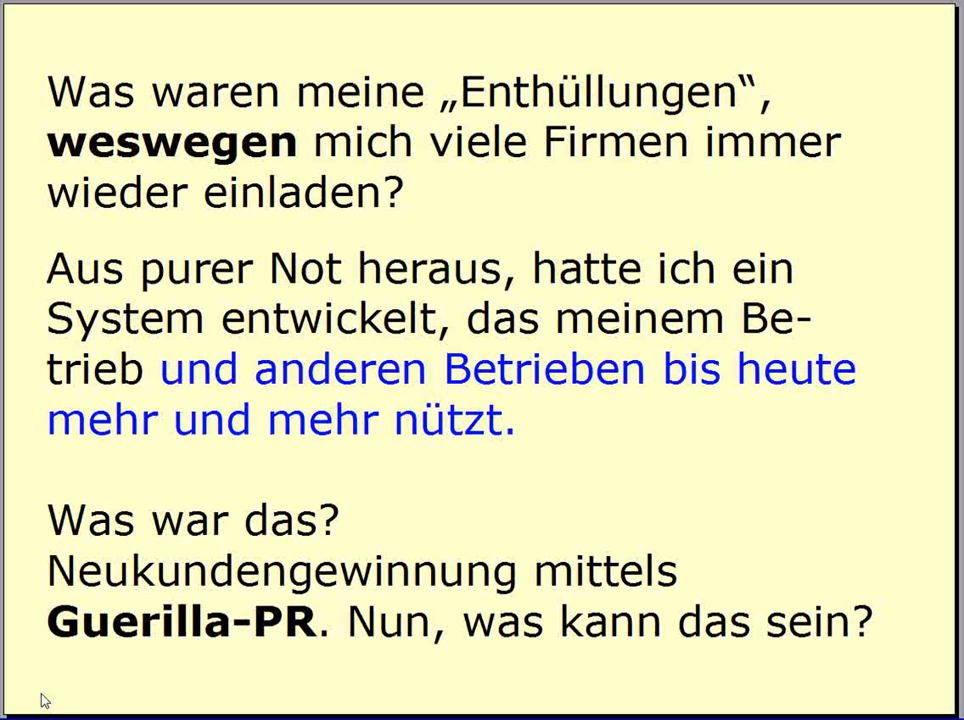 Was waren meine „Enthüllungen“,
weswegen mich viele Firmen immer
wieder einladen?
Aus purer Not heraus, hatte ich ein
System entwickelt, das meinem Be-
trieb und anderen Betrieben bis heute
mehr und mehr nützt.
Was war das?
Neukundengewinnung mittels
Guerilla-PR. Nun, was kann das sein?